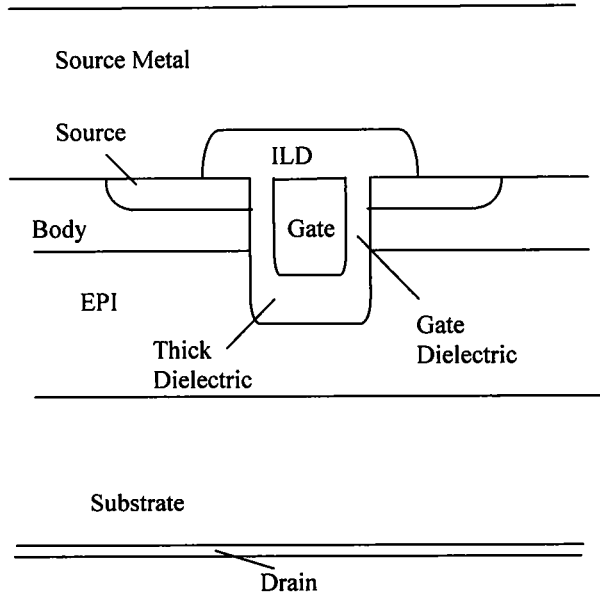 Source Metal
Source
ILD
Body
Gate
EPI
Gate
Dielectric
Thick
Dielectric
Substrate
Drain